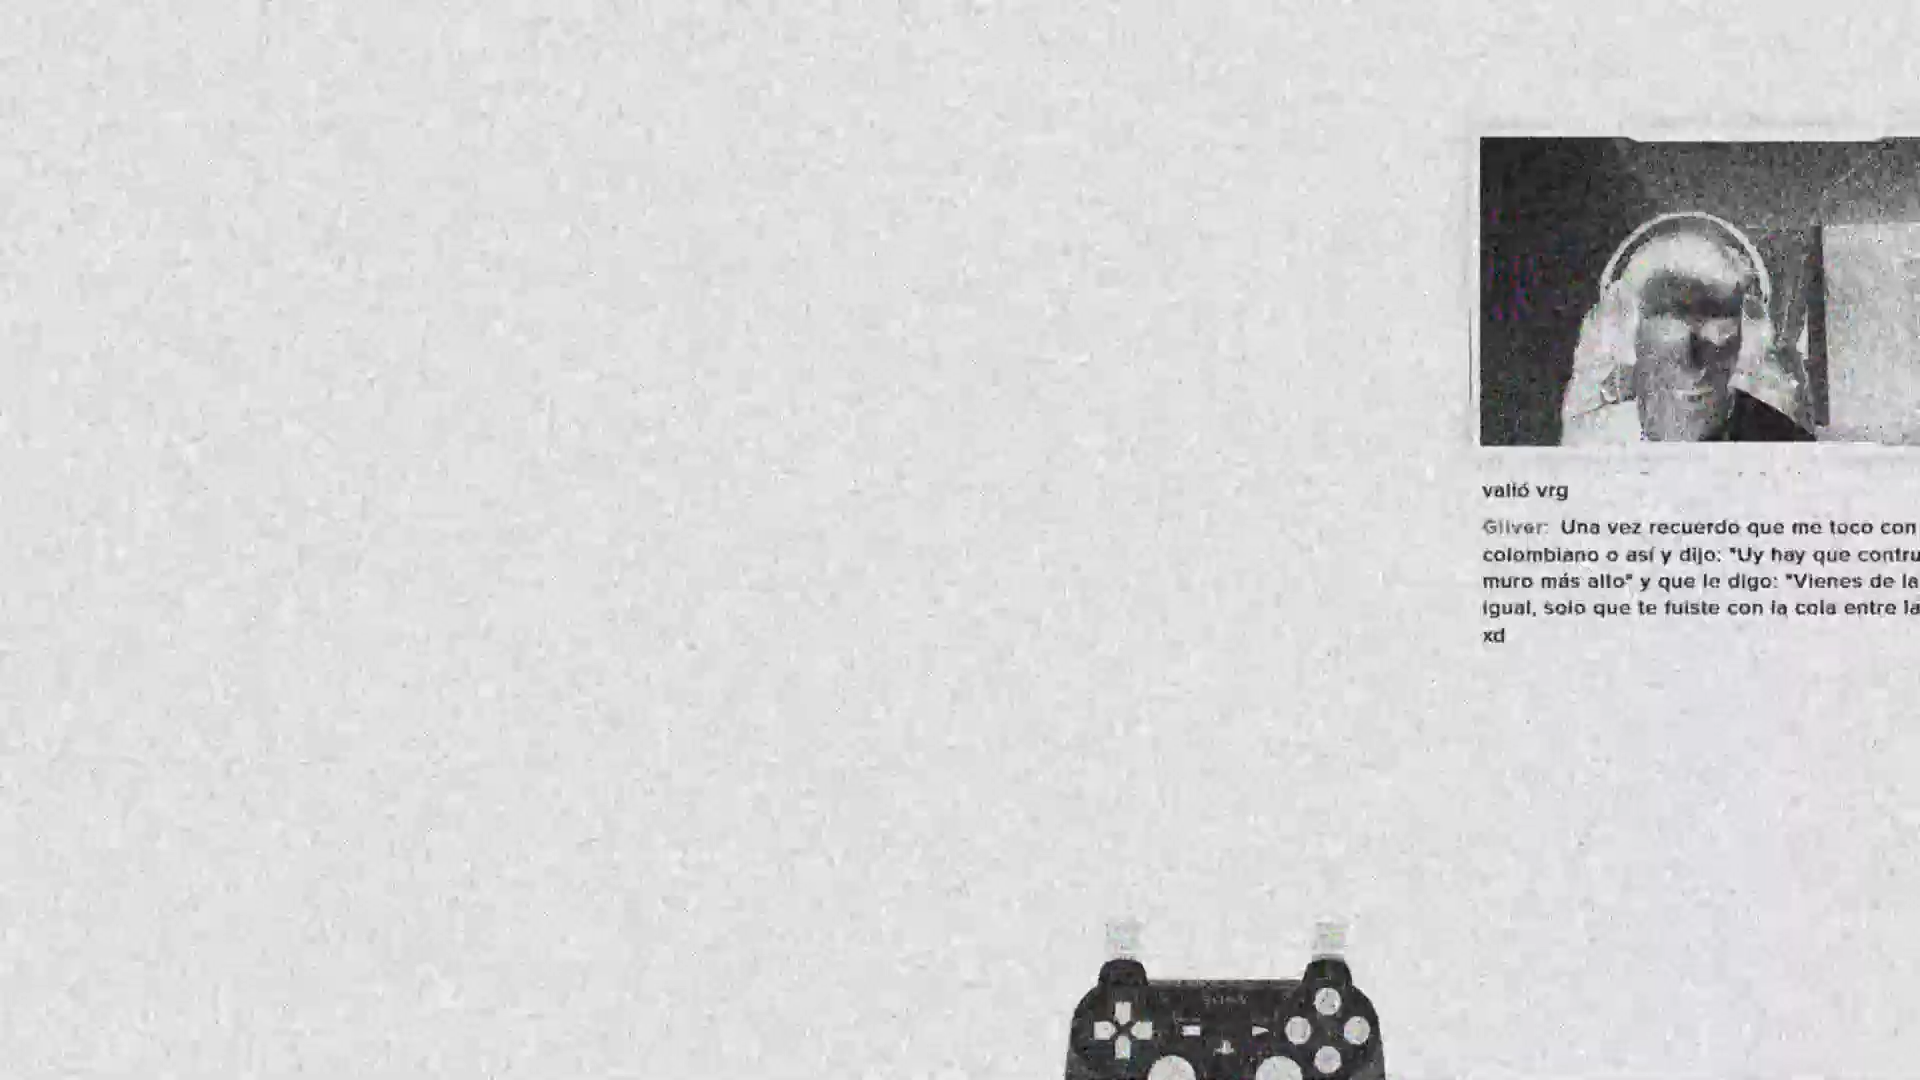 valió vrg
Gliver: Una vez recuerdo que me toco con
colombiano o así y dijo: "Uy hay que contru
muro más alto" y que le digo: "Vienes de la
igual, solo que te fuiste con la cola entre la
xd
SONY